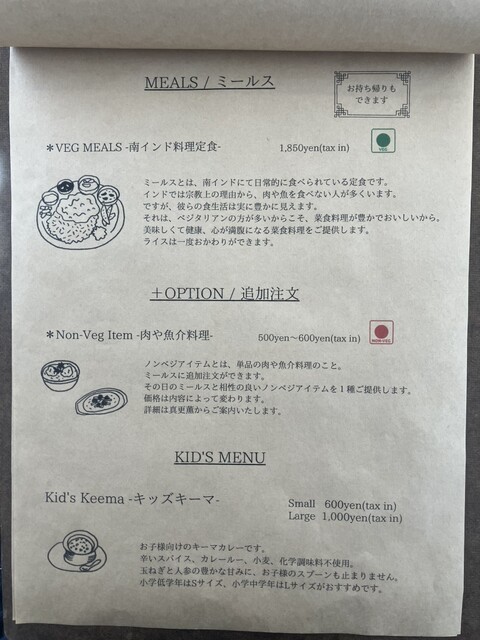 MEALS / ミールス
お持ち帰りも
できます
＊VEG MEALS -南インド料理定食- 1,850yen(tax in)
VEG
ミールスとは、南インドにて日常的に食べられている定食です。
インドでは宗教上の理由から、肉や魚を食べない人が多くいます。
ですが、彼らの食生活は実に豊かに見えます。
それは、ベジタリアンの方が多いからこそ、菜食料理が豊かでおいしいから。
美味しくて健康、心が満腹になる菜食料理をご提供します。
ライスは一度おかわりができます。
＋OPTION / 追加注文
＊Non-Veg Item -肉や魚介料理- 500yen～600yen(tax in)
NON-VEG
ノンベジアイテムとは、単品の肉や魚介料理のこと。
ミールスに追加注文ができます。
その日のミールスと相性の良いノンベジアイテムを１種ご提供します。
価格は内容によって変わります。
詳細は真更薫からご案内いたします。
KID'S MENU
Kid's Keema -キッズキーマ-
Small 600yen(tax in)
Large 1,000yen(tax in)
お子様向けのキーマカレーです。
辛いスパイス、カレールー、小麦、化学調味料不使用。
玉ねぎと人参の豊かな甘みに、お子様のスプーンも止まりません。
小学低学年はSサイズ、小学中学年はLサイズがおすすめです。